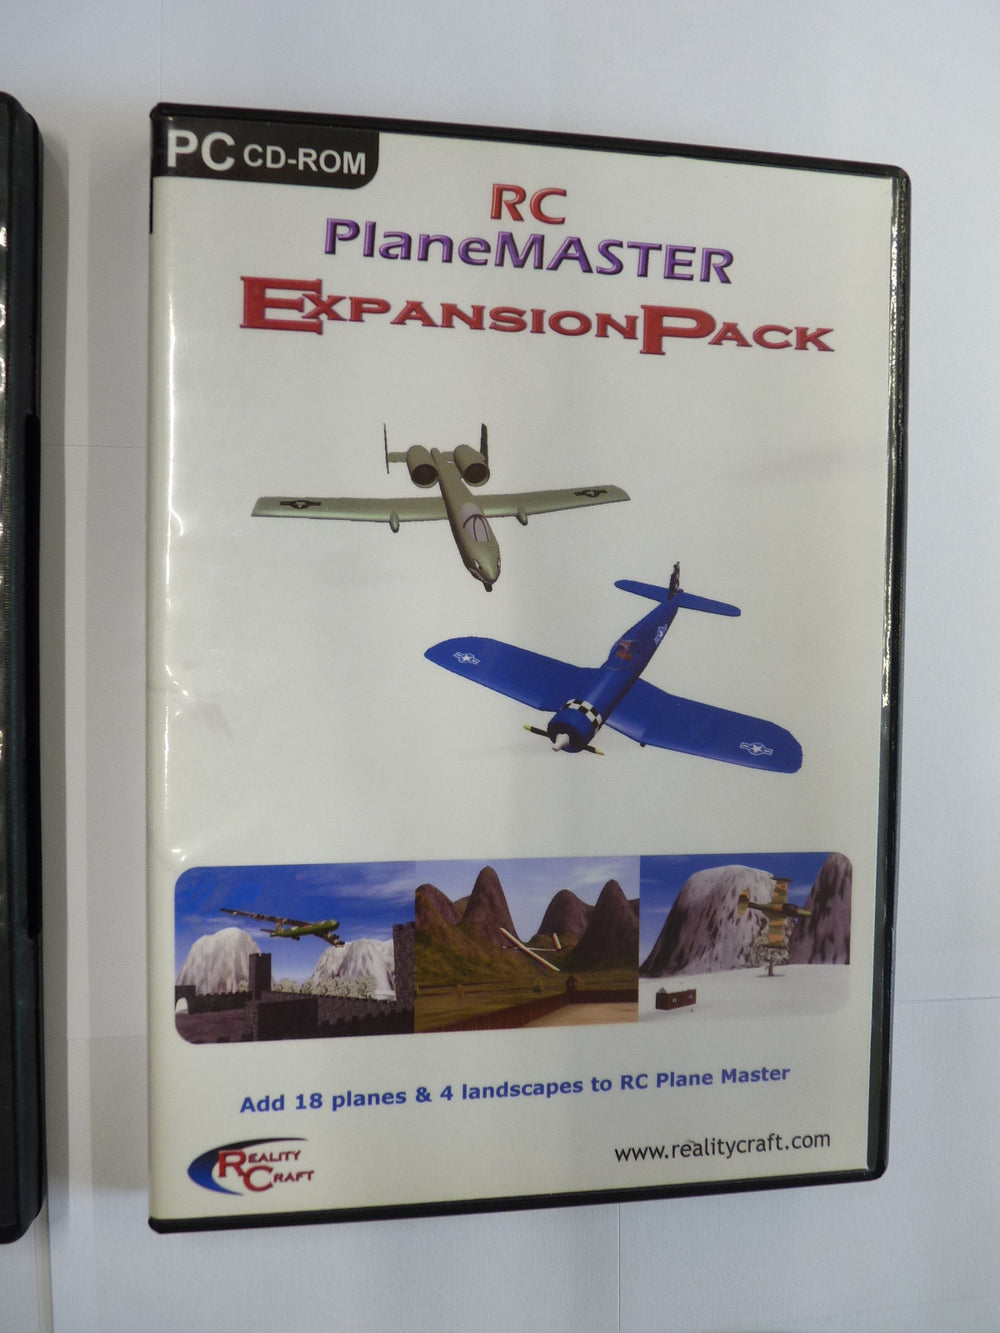 PC CD-ROM
RC
PlaneMASTER
EXPANSIONPACK
Add 18 planes & 4 landscapes to RC Plane Master
REALITY
CRAFT
www.realitycraft.com